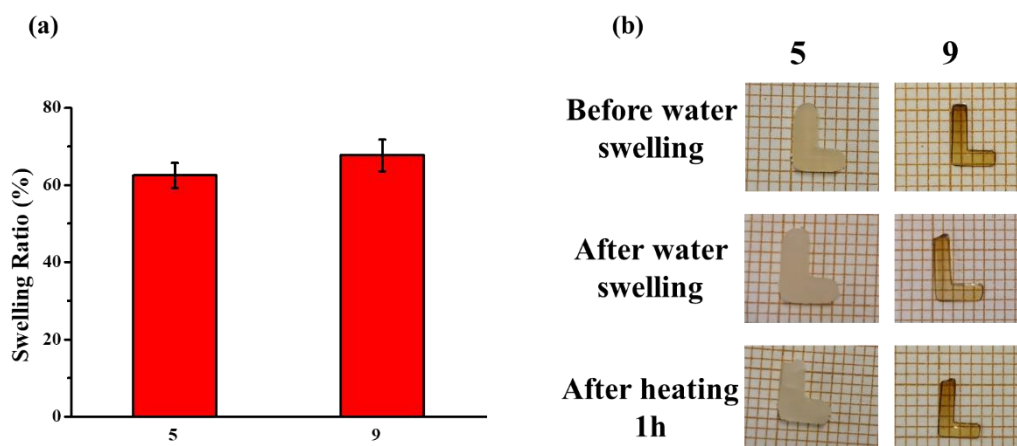 (a)
80
60
40
20
0
Swelling Ratio (%)
5
9
(b)
5
9
Before water
swelling
After water
swelling
After heating
1h